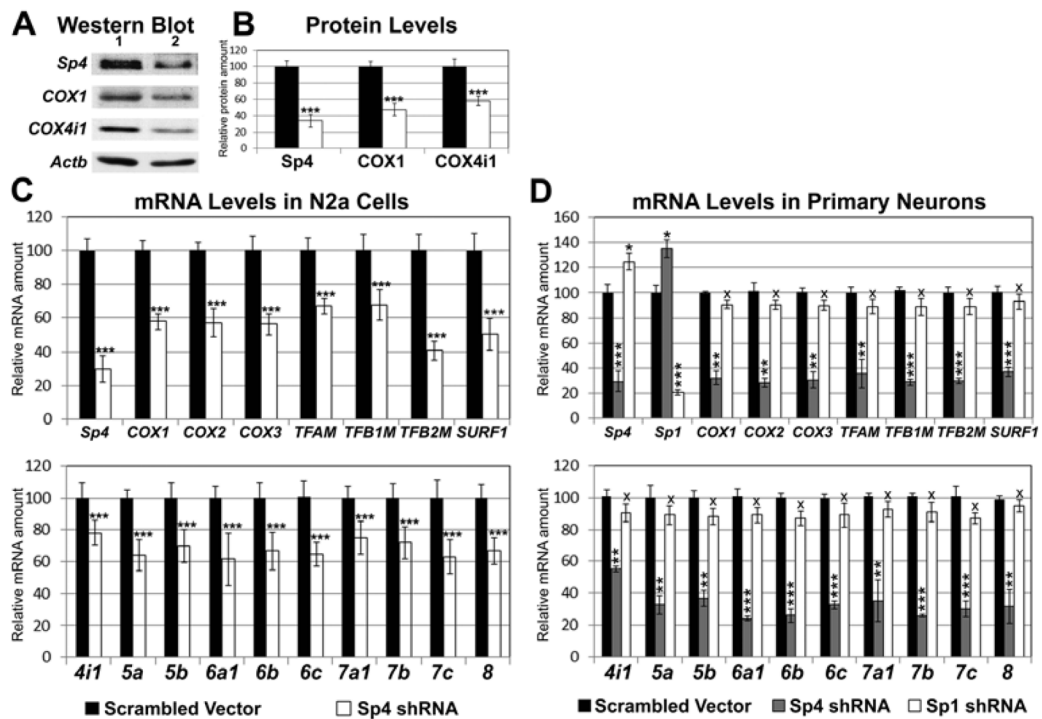 A Western Blot
1 2
Sp4
COX1
COX4i1
Actb
B Protein Levels
Relative protein amount
120
100
80
60
40
20
0
*** *** ***
Sp4 COX1 COX4i1
C mRNA Levels in N2a Cells
Relative mRNA amount
120
100
80
60
40
20
0
*** *** *** *** *** *** *** ***
Sp4 COX1 COX2 COX3 TFAM TFB1M TFB2M SURF1
Relative mRNA amount
120
100
80
60
40
20
0
*** *** *** *** *** *** *** *** *** ***
4i1 5a 5b 6a1 6b 6c 7a1 7b 7c 8
Scrambled Vector Sp4 shRNA
D mRNA Levels in Primary Neurons
Relative mRNA amount
160
140
120
100
80
60
40
20
0
* * X X X X X X X
*** *** ** ** ** ** *** *** ***
Sp4 Sp1 COX1 COX2 COX3 TFAM TFB1M TFB2M SURF1
Relative mRNA amount
120
100
80
60
40
20
0
X X X X X X X X X X
** ** ** *** *** ** ** *** *** **
4i1 5a 5b 6a1 6b 6c 7a1 7b 7c 8
Scrambled Vector Sp4 shRNA Sp1 shRNA